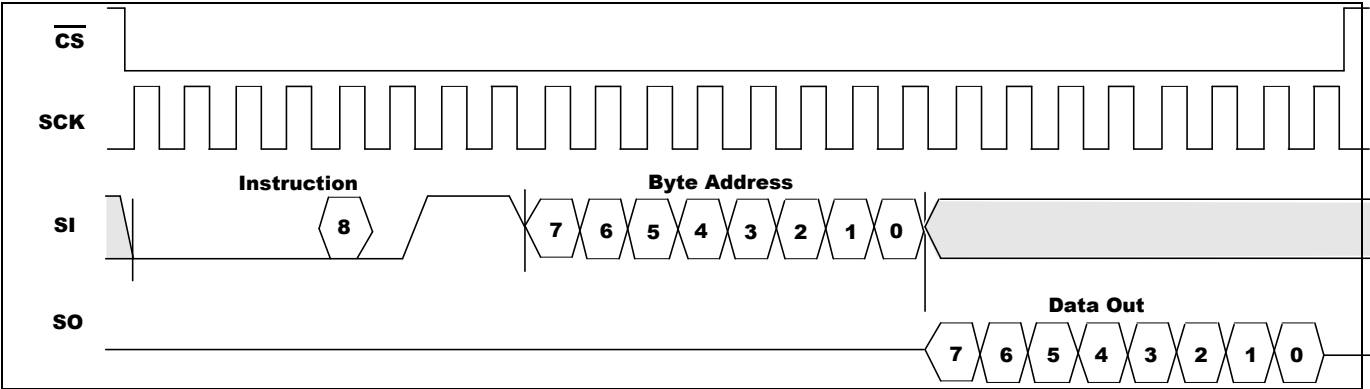 CS
SCK
Instruction
Byte Address
SI
8
7 6 5 4 3 2 1 0
Data Out
SO
7 6 5 4 3 2 1 0